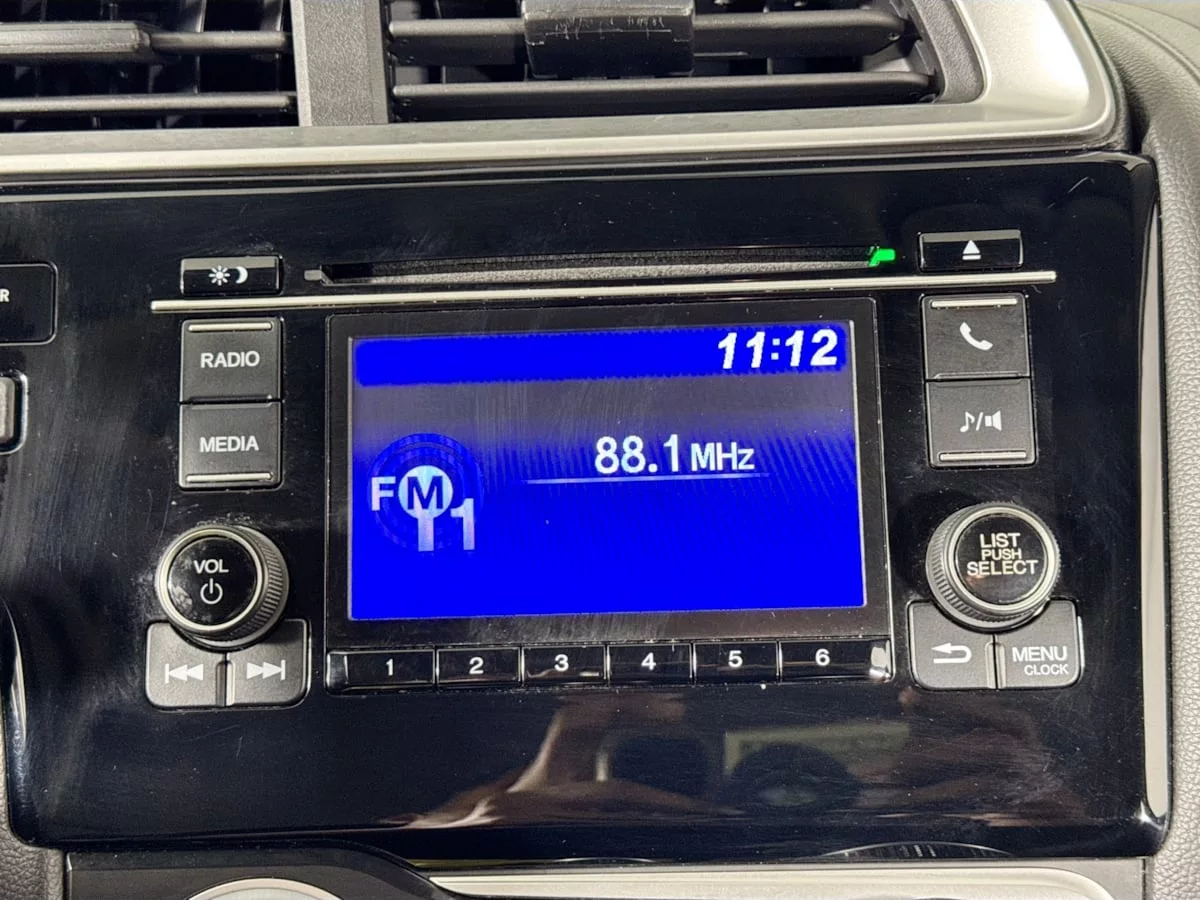 R
RADIO
MEDIA
11:12
88.1 MHz
FM
1
VOL
LIST
PUSH
SELECT
MENU
CLOCK
1 2 3 4 5 6